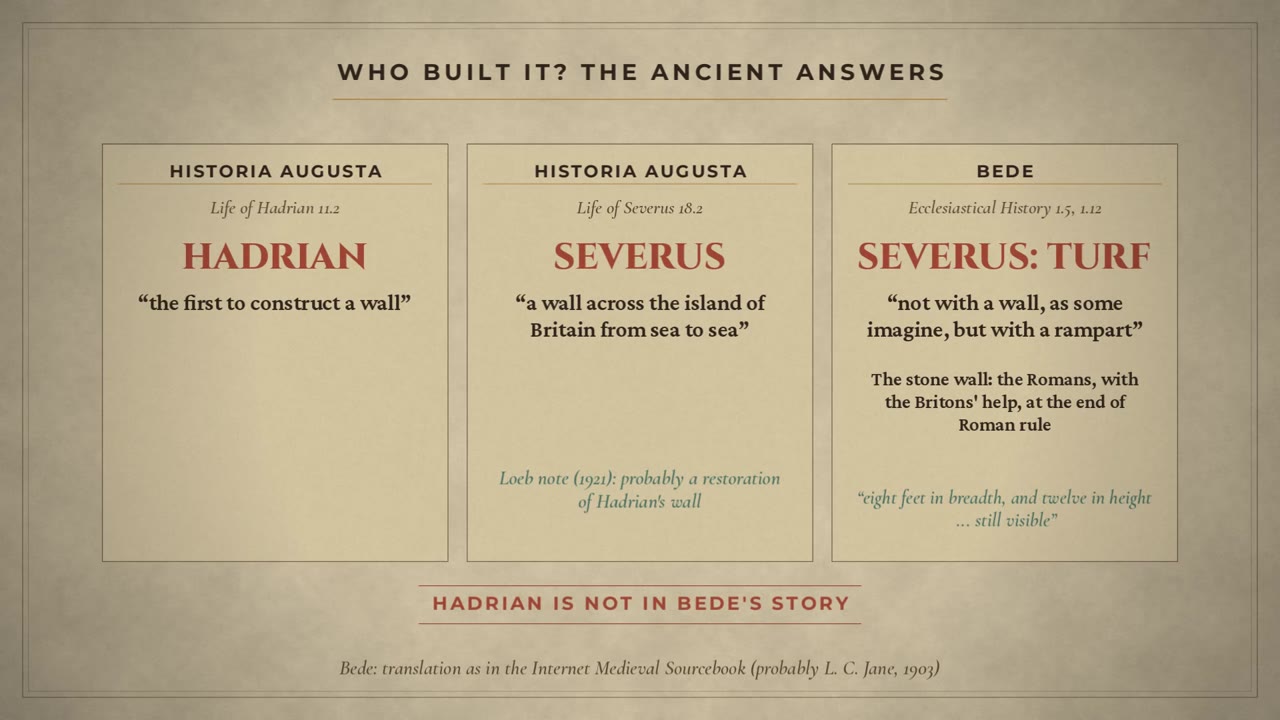 WHO BUILT IT? THE ANCIENT ANSWERS
HISTORIA AUGUSTA
Life of Hadrian 11.2
HADRIAN
“the first to construct a wall”
HISTORIA AUGUSTA
Life of Severus 18.2
SEVERUS
“a wall across the island of
Britain from sea to sea”
Loeb note (1921): probably a restoration
of Hadrian's wall
BEDE
Ecclesiastical History 1.5, 1.12
SEVERUS: TURF
“not with a wall, as some
imagine, but with a rampart”
The stone wall: the Romans, with
the Britons' help, at the end of
Roman rule
“eight feet in breadth, and twelve in height
... still visible”
HADRIAN IS NOT IN BEDE'S STORY
Bede: translation as in the Internet Medieval Sourcebook (probably L. C. Jane, 1903)